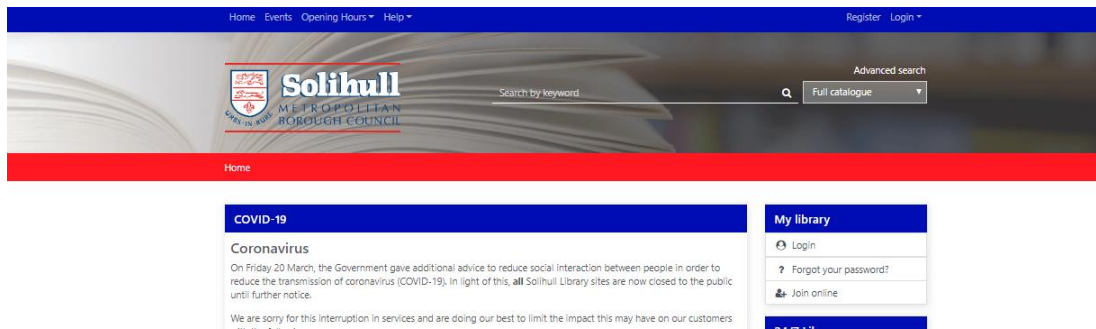 Home Events Opening Hours Help Register Login
Advanced search
Solihull
METROPOLITAN
BOROUGH COUNCIL
URBS·IN·RURE
Search by keyword Full catalogue
Home
COVID-19
Coronavirus
On Friday 20 March, the Government gave additional advice to reduce social interaction between people in order to
reduce the transmission of coronavirus (COVID-19). In light of this, all Solihull Library sites are now closed to the public
until further notice.
We are sorry for this interruption in services and are doing our best to limit the impact this may have on our customers
My library
Login
? Forgot your password?
Join online